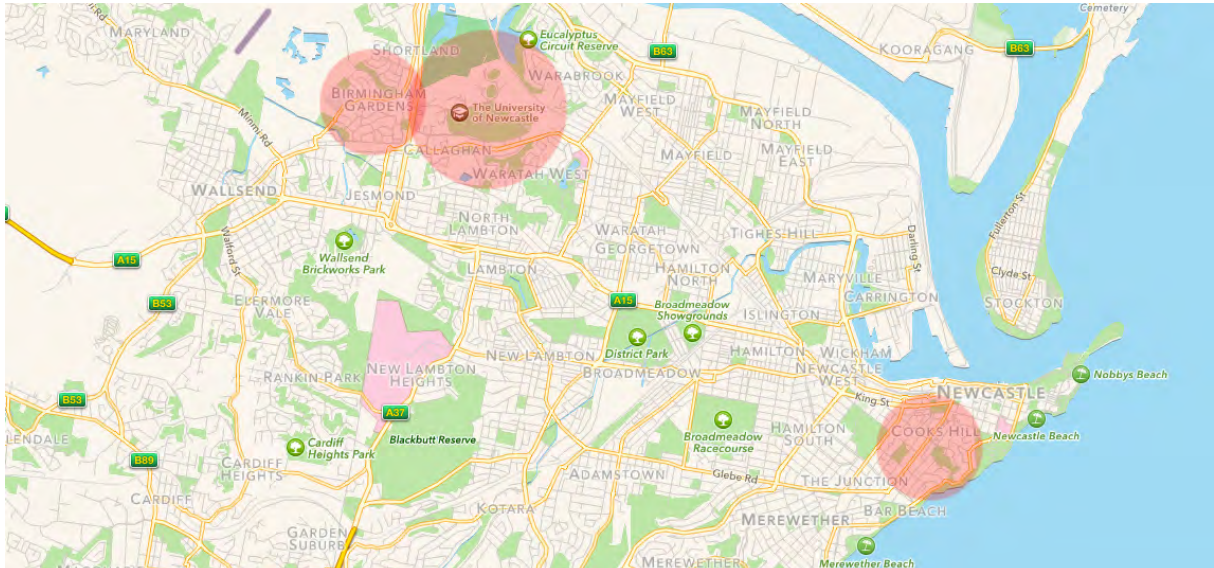 Cemetery
MARYLAND
Minmi Rd
SHORTLAND
Eucalyptus
Circuit Reserve
B63
B63
KOORAGANG
WARABROOK
BIRMINGHAM
GARDENS
The University
of Newcastle
MAYFIELD
WEST
MAYFIELD
NORTH
Minmi Rd
CALLAGHAN
MAYFIELD
MAYFIELD
EAST
WARATAH WEST
WALLSEND
JESMOND
Fullerton St
NORTH
LAMBTON
WARATAH
GEORGETOWN
TIGHES HILL
Darling St
Walford St
Wallsend
Brickworks Park
A15
LAMBTON
HAMILTON
NORTH
MARYVILLE
Clyde St
CARRINGTON
STOCKTON
B53
ELERMORE
VALE
A15
Broadmeadow
Showgrounds
ISLINGTON
District Park
NEW LAMBTON
HAMILTON
WICKHAM
NEW LAMBTON
HEIGHTS
RANKIN PARK
BROADMEADOW
NEWCASTLE
WEST
Nobbys Beach
B53
King St
NEWCASTLE
A37
Blackbutt Reserve
Broadmeadow
Racecourse
HAMILTON
SOUTH
COOKS HILL
Newcastle Beach
LENDALE
Cardiff
Heights Park
B89
CARDIFF
HEIGHTS
ADAMSTOWN
Glebe Rd
THE JUNCTION
CARDIFF
KOTARA
BAR BEACH
GARDEN
SUBURB
MEREWETHER
Merewether Beach
MEREWETHER